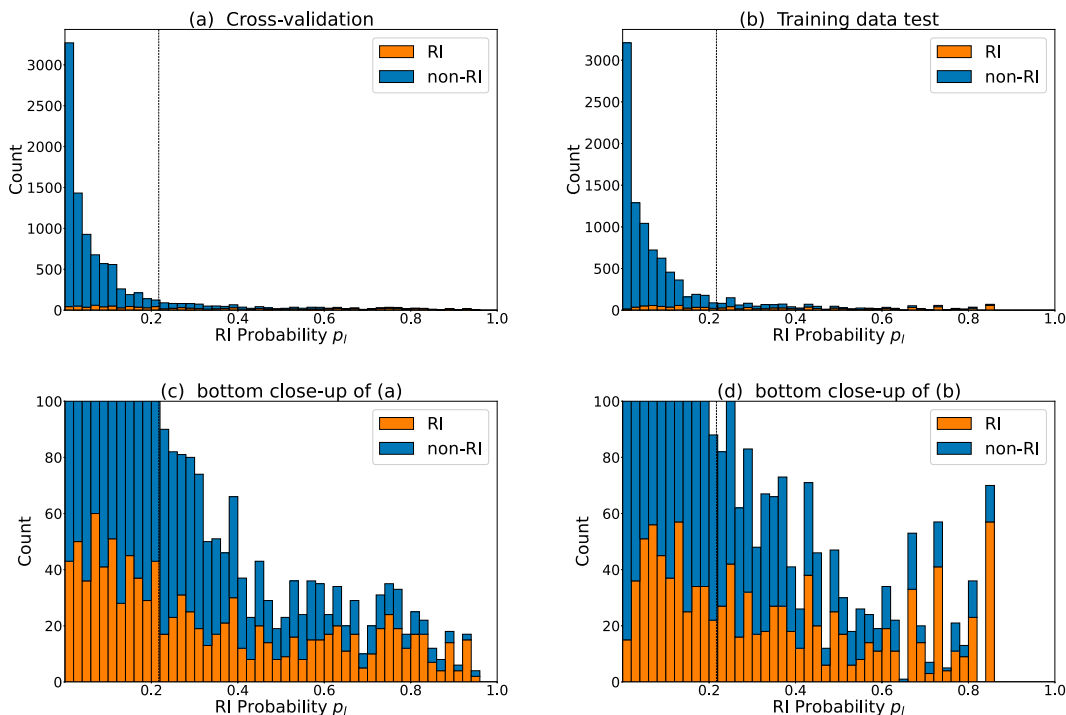 (a) Cross-validation
RI
non-RI
Count
3000
2500
2000
1500
1000
500
0
0.2 0.4 0.6 0.8 1.0
RI Probability p_l
(b) Training data test
RI
non-RI
Count
3000
2500
2000
1500
1000
500
0
0.2 0.4 0.6 0.8 1.0
RI Probability p_l
(c) bottom close-up of (a)
RI
non-RI
Count
100
80
60
40
20
0
0.2 0.4 0.6 0.8 1.0
RI Probability p_l
(d) bottom close-up of (b)
RI
non-RI
Count
100
80
60
40
20
0
0.2 0.4 0.6 0.8 1.0
RI Probability p_l